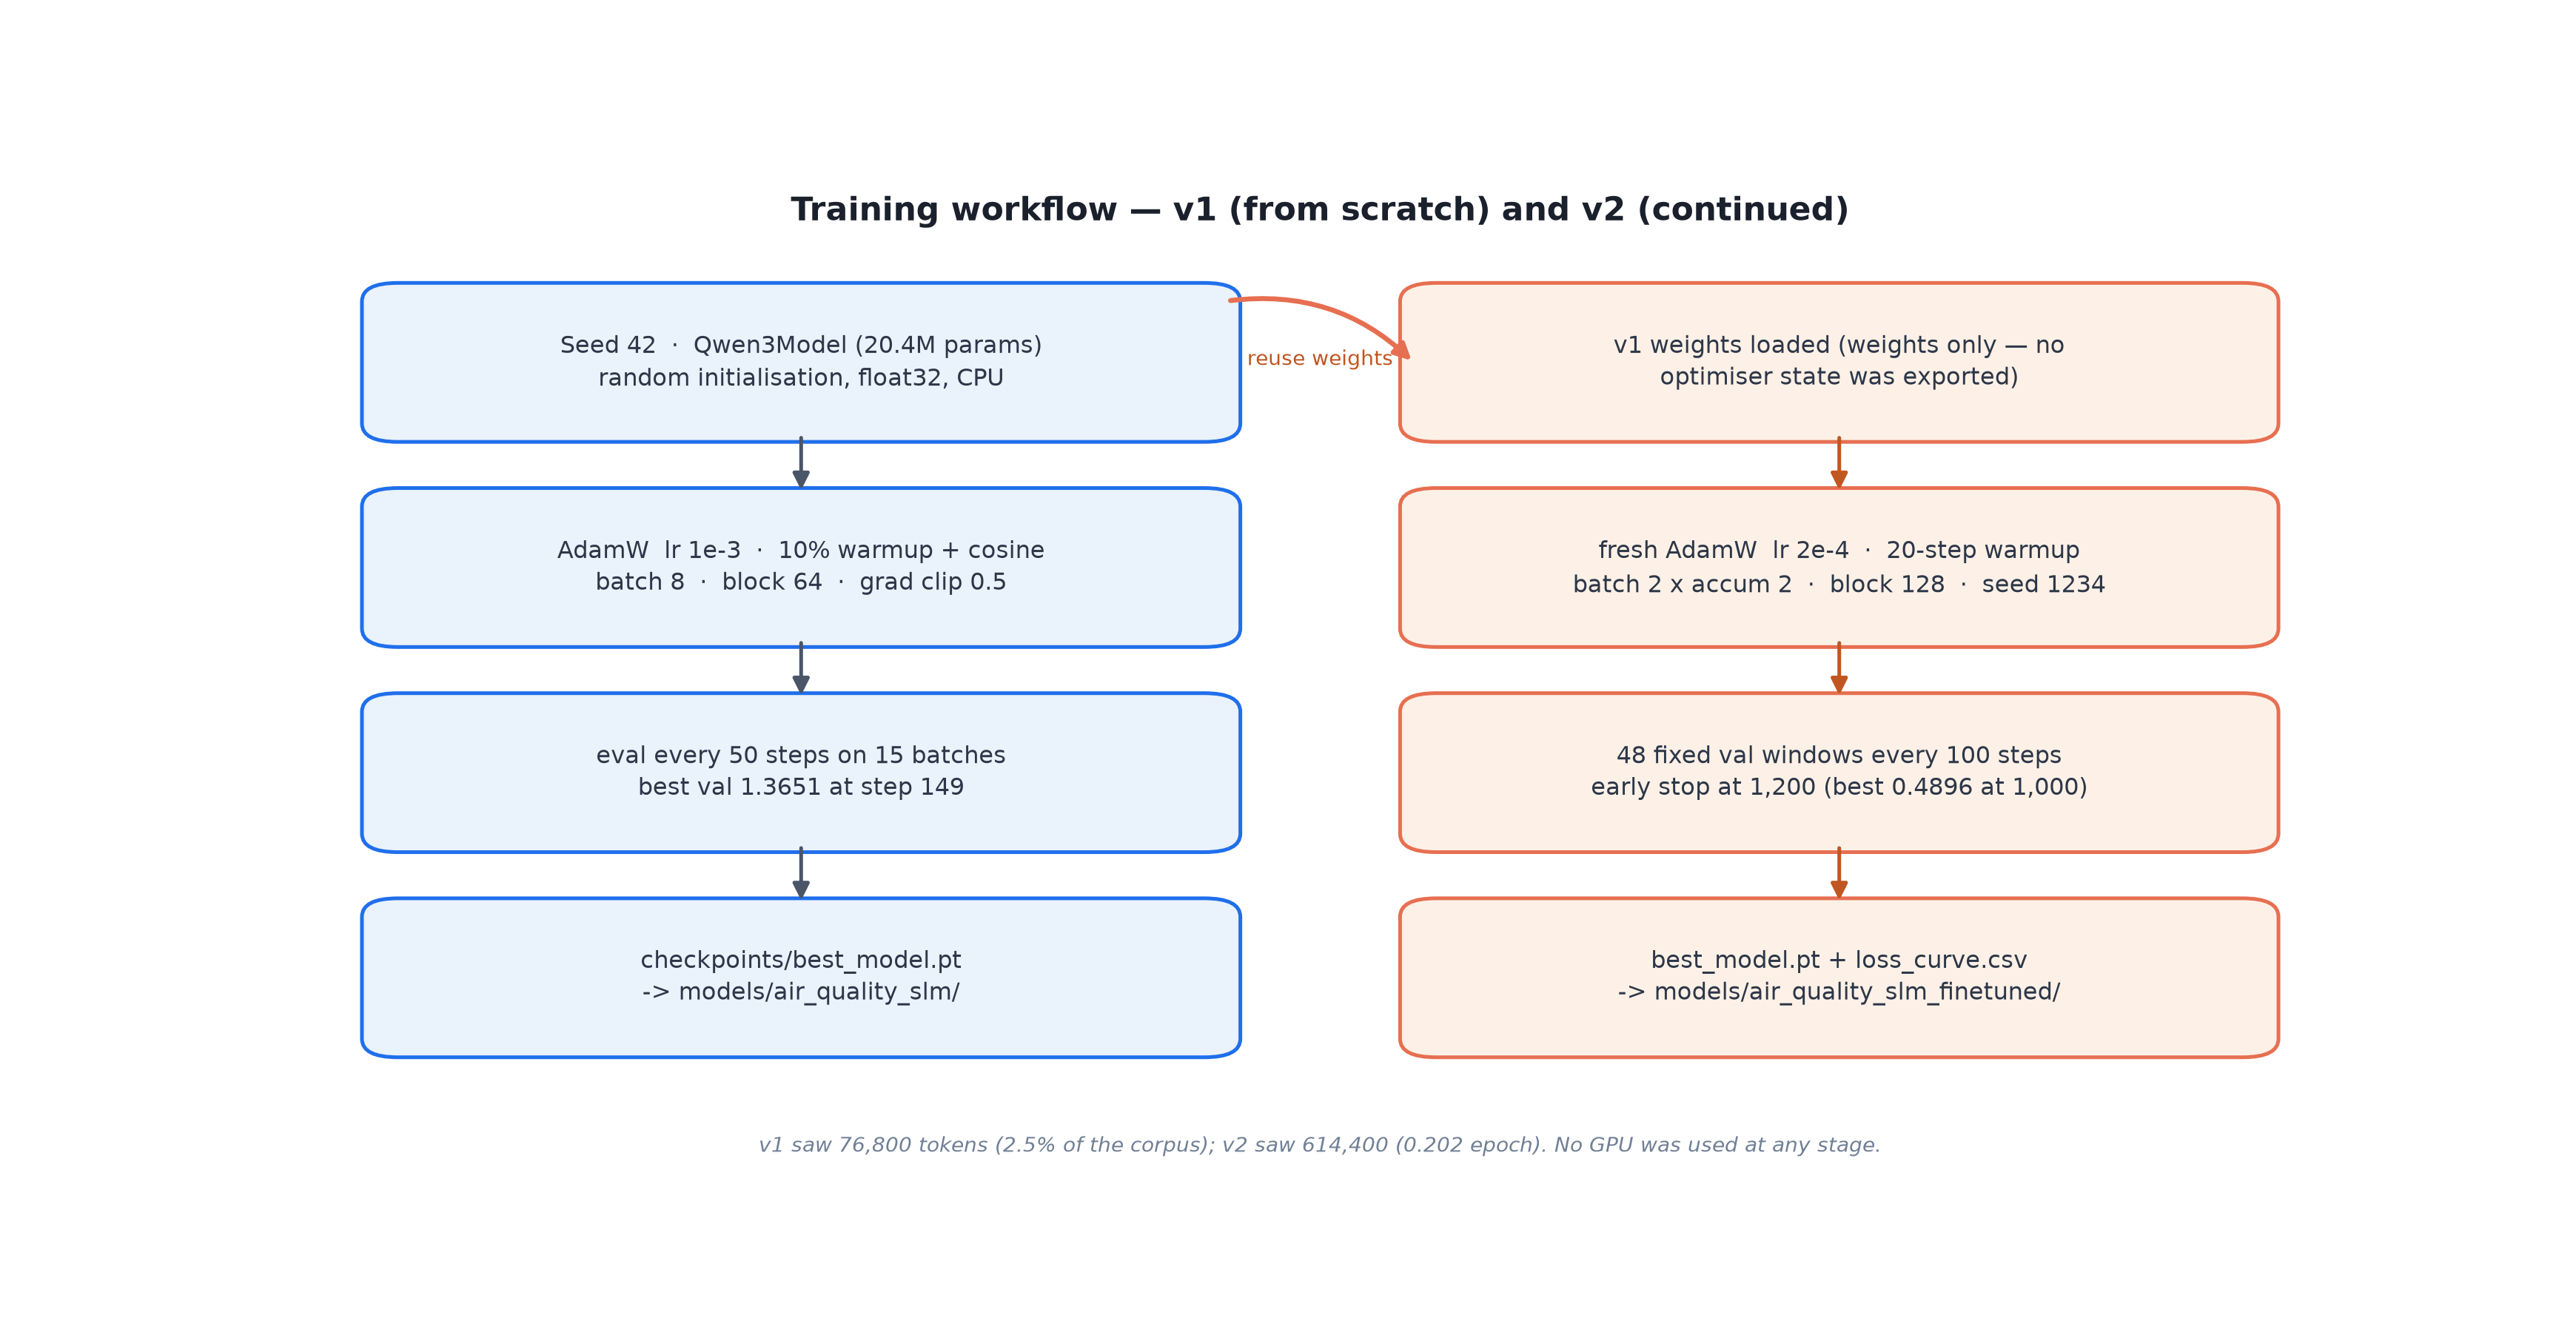 Training workflow — v1 (from scratch) and v2 (continued)
Seed 42 · Qwen3Model (20.4M params)
random initialisation, float32, CPU
AdamW lr 1e-3 · 10% warmup + cosine
batch 8 · block 64 · grad clip 0.5
eval every 50 steps on 15 batches
best val 1.3651 at step 149
checkpoints/best_model.pt
-> models/air_quality_slm/
reuse weights
v1 weights loaded (weights only — no
optimiser state was exported)
fresh AdamW lr 2e-4 · 20-step warmup
batch 2 x accum 2 · block 128 · seed 1234
48 fixed val windows every 100 steps
early stop at 1,200 (best 0.4896 at 1,000)
best_model.pt + loss_curve.csv
-> models/air_quality_slm_finetuned/
v1 saw 76,800 tokens (2.5% of the corpus); v2 saw 614,400 (0.202 epoch). No GPU was used at any stage.